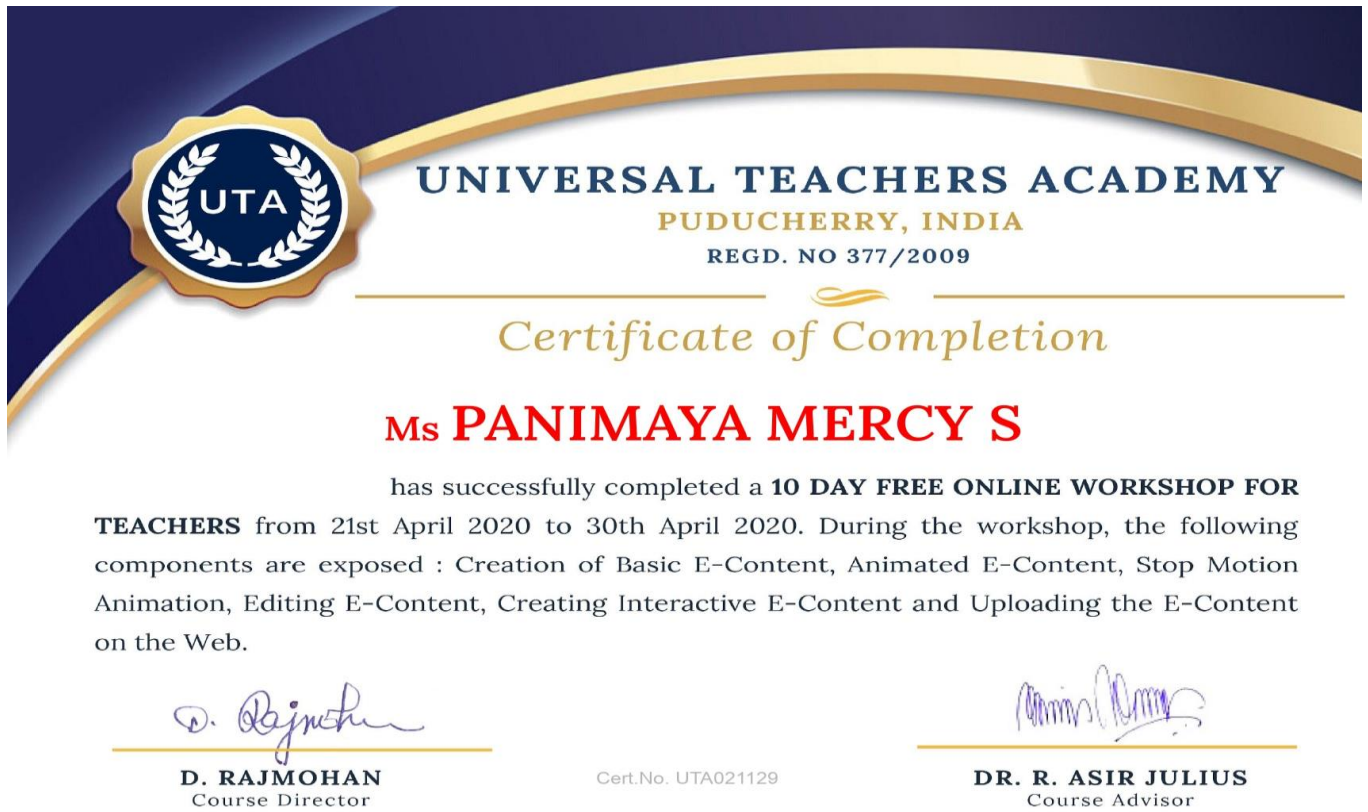 UTA
UNIVERSAL TEACHERS ACADEMY
PUDUCHERRY, INDIA
REGD. NO 377/2009
Certificate of Completion
Ms PANIMAYA MERCY S
has successfully completed a 10 DAY FREE ONLINE WORKSHOP FOR
TEACHERS from 21st April 2020 to 30th April 2020. During the workshop, the following
components are exposed : Creation of Basic E-Content, Animated E-Content, Stop Motion
Animation, Editing E-Content, Creating Interactive E-Content and Uploading the E-Content
on the Web.
D. Rajmohan
D. RAJMOHAN
Course Director
Cert.No. UTA021129
DR. R. ASIR JULIUS
Course Advisor